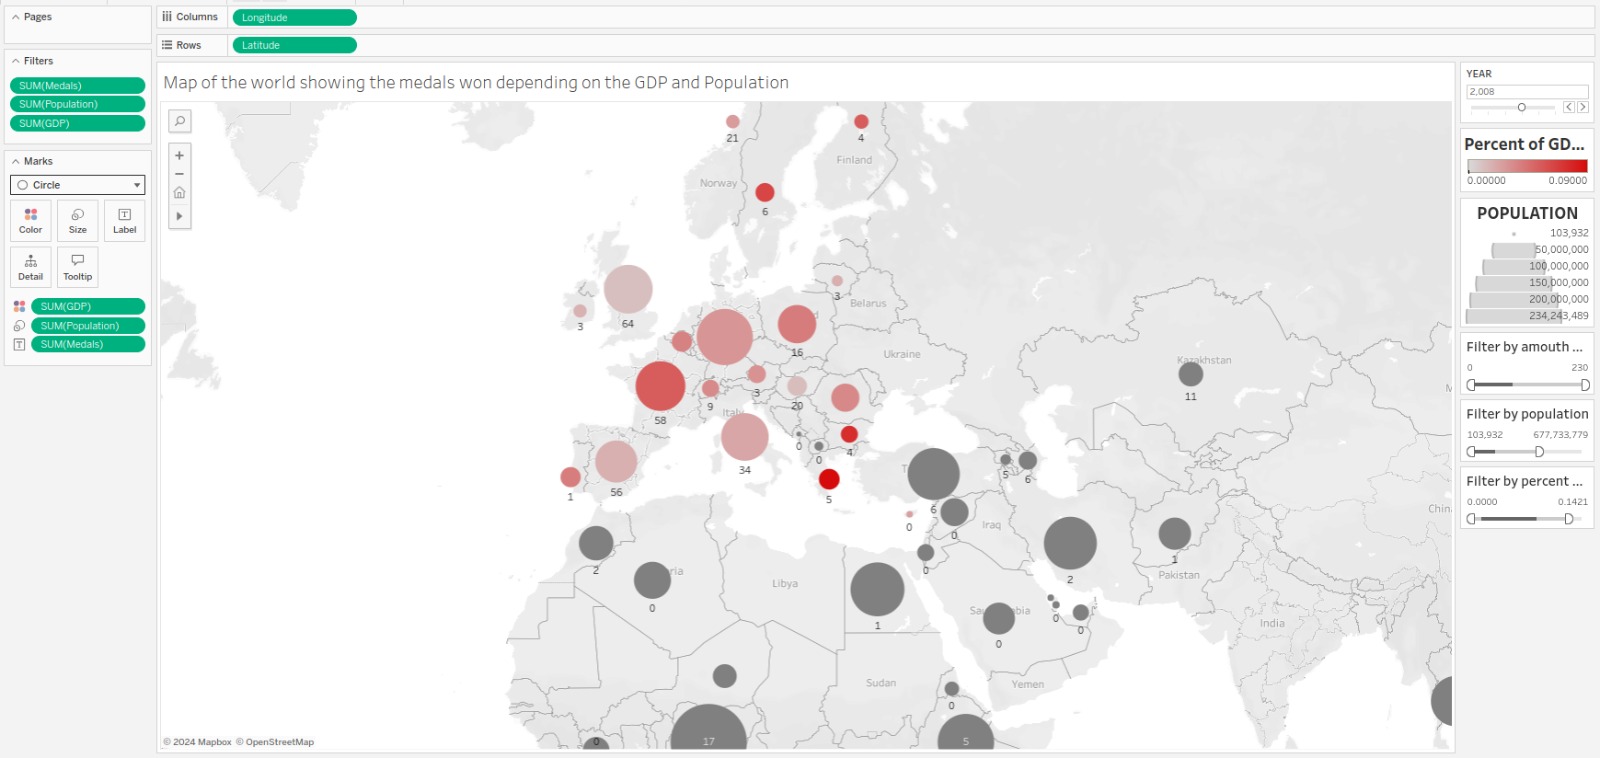 Pages
Columns
Longitude
Rows
Latitude
Filters
SUM(Medals)
SUM(Population)
SUM(GDP)
Marks
Circle
Color
Size
Label
Detail
Tooltip
SUM(GDP)
SUM(Population)
SUM(Medals)
Map of the world showing the medals won depending on the GDP and Population
21
4
Finland
Norway
6
3
Belarus
3
64
16
Ukraine
Kazakhstan
11
9
3
20
Italy
58
0
0
4
34
5
6
1
56
5
6
0
6
0
Iraq
2
0
2
1
Pakistan
Libya
0
1
0
0
0
India
China
Sudan
Yemen
0
0
17
5
© 2024 Mapbox © OpenStreetMap
YEAR
2,008
Percent of GD...
0.00000 0.09000
POPULATION
103,932
50,000,000
100,000,000
150,000,000
200,000,000
234,243,489
Filter by amouth ...
0 230
Filter by population
103,932 677,733,779
Filter by percent ...
0.0000 0.1421